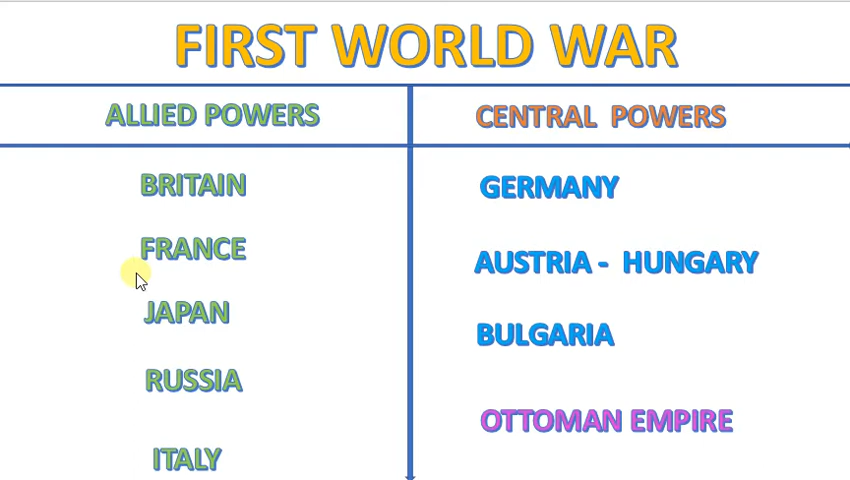 FIRST WORLD WAR
ALLIED POWERS
CENTRAL POWERS
BRITAIN
GERMANY
FRANCE
AUSTRIA - HUNGARY
JAPAN
BULGARIA
RUSSIA
OTTOMAN EMPIRE
ITALY